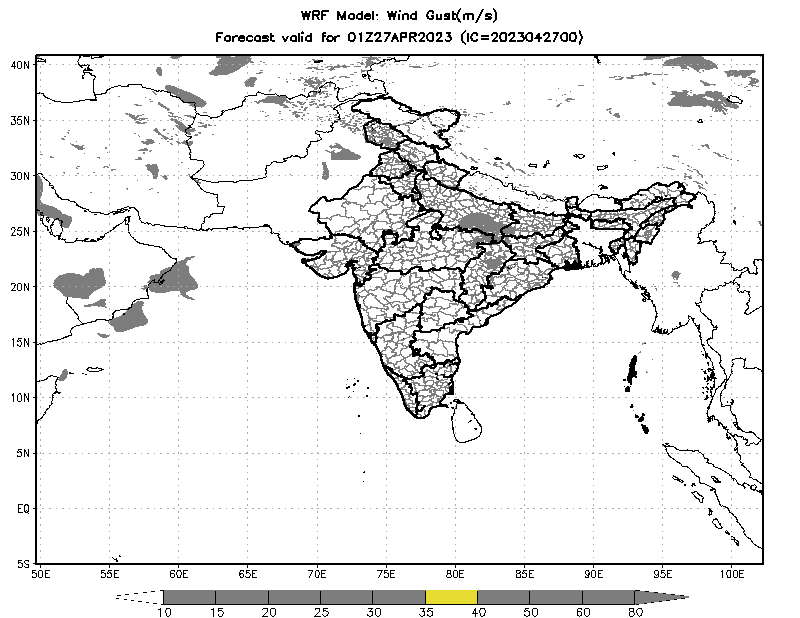 WRF Model: Wind Gust(m/s)
Forecast valid for 01Z27APR2023 (IC=2023042700)
40N
35N
30N
25N
20N
15N
10N
5N
EQ
5S
50E 55E 60E 65E 70E 75E 80E 85E 90E 95E 100E
10 15 20 25 30 35 40 50 60 80